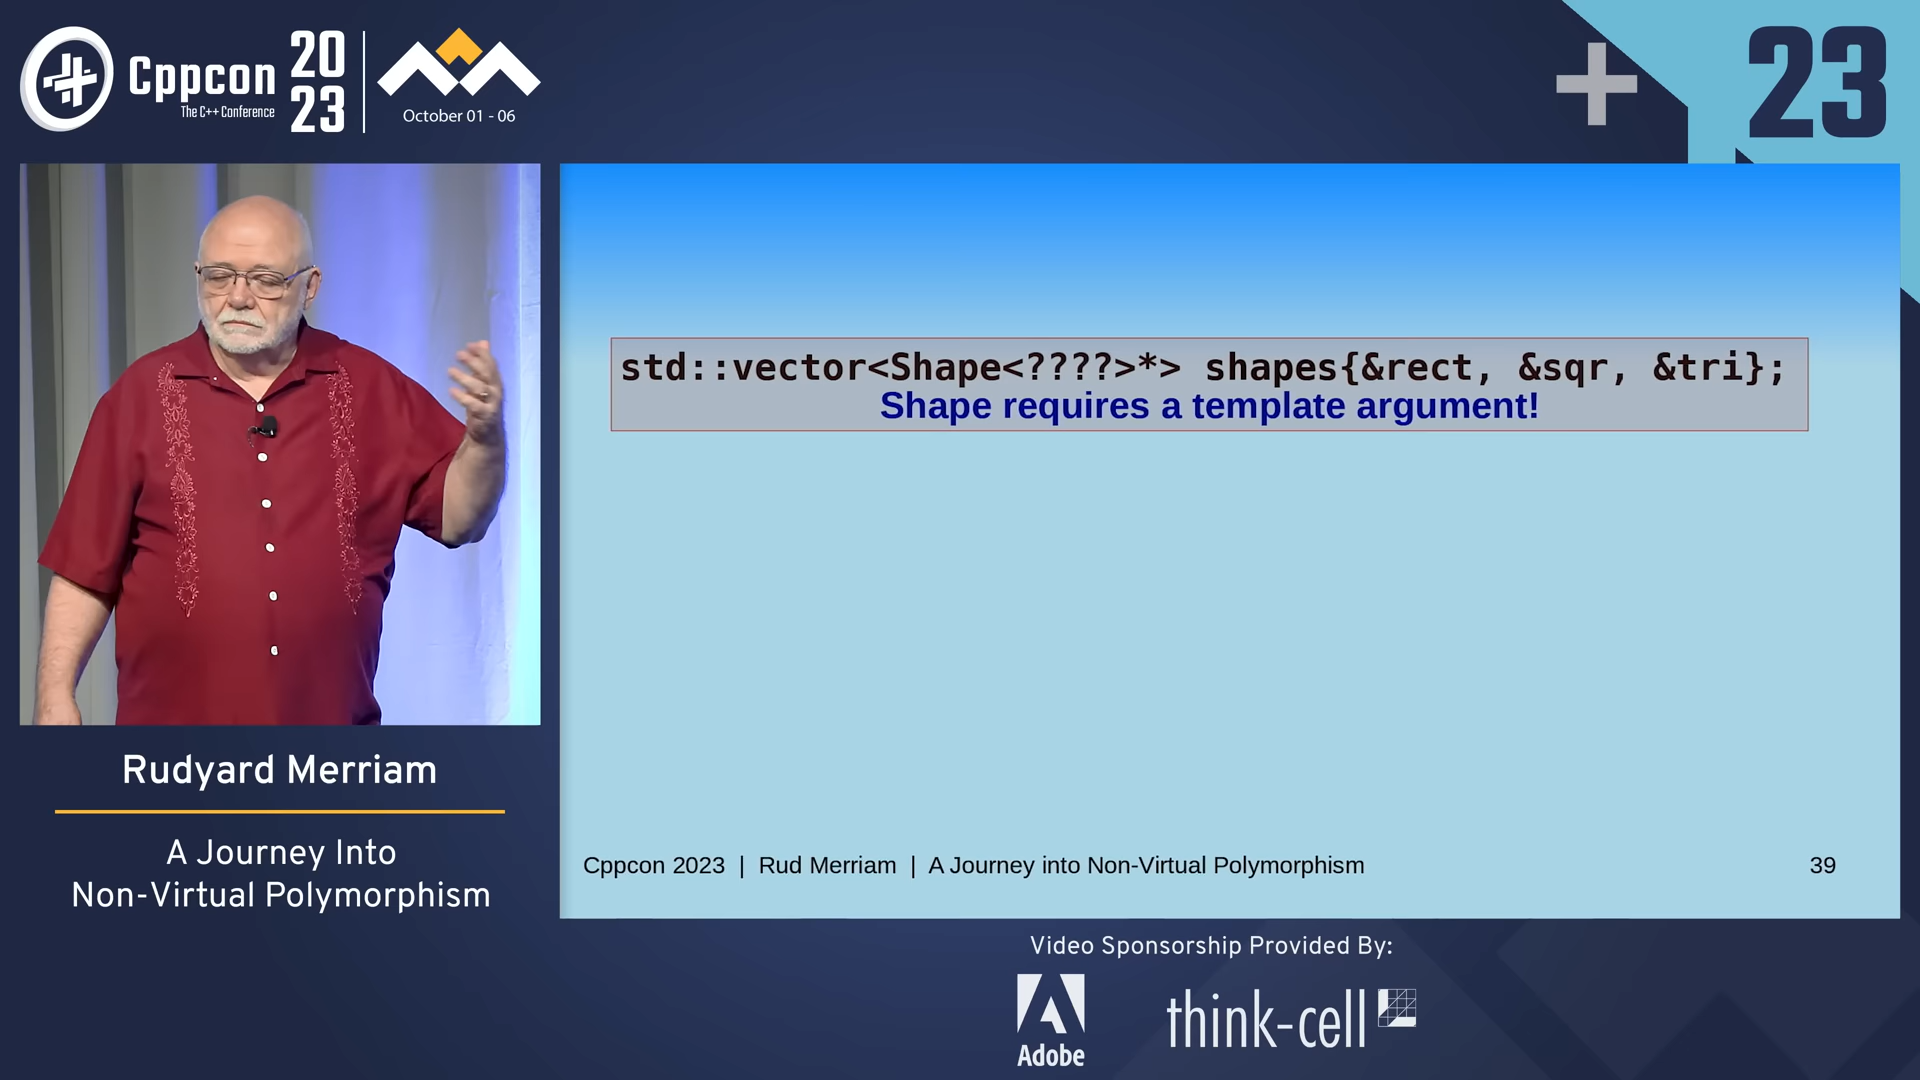 Cppcon
The C++ Conference
20
23
October 01 - 06
23
std::vector<Shape<????>*> shapes{&rect, &sqr, &tri};
Shape requires a template argument!
Cppcon 2023 | Rud Merriam | A Journey into Non-Virtual Polymorphism
39
Rudyard Merriam
A Journey Into
Non-Virtual Polymorphism
Video Sponsorship Provided By:
Adobe
think-cell